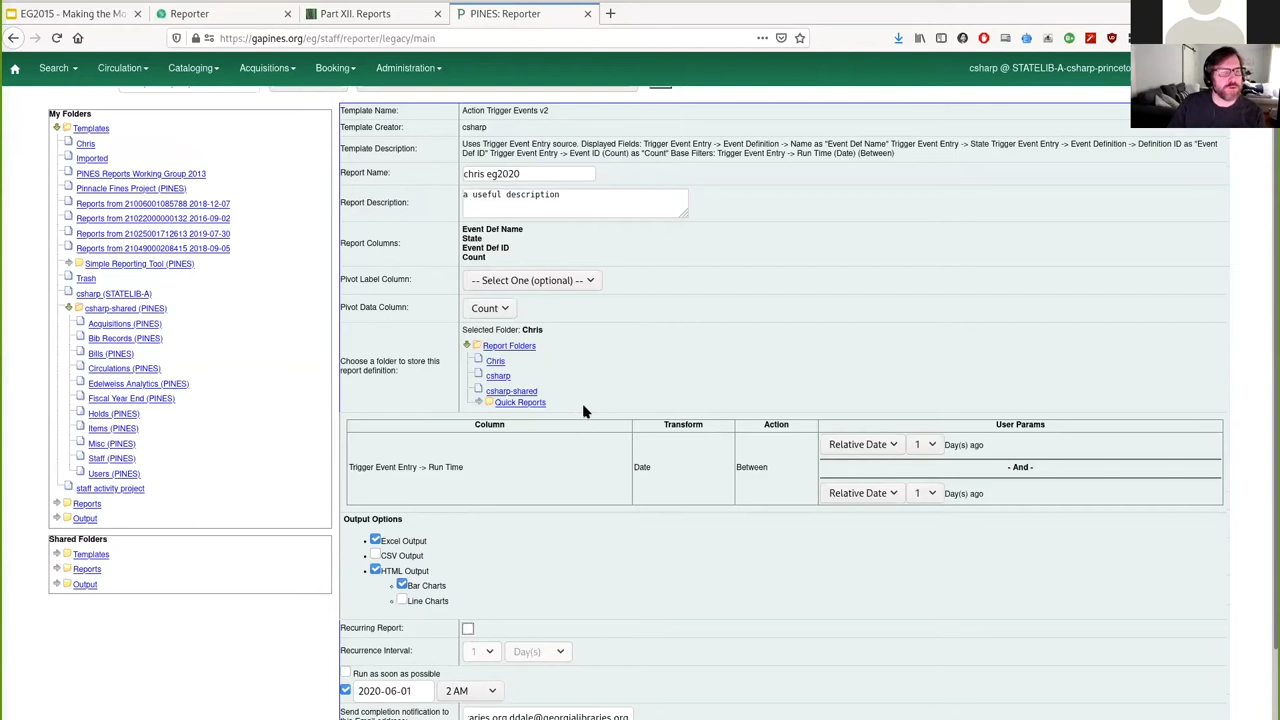 EG2015 - Making the Mo
Reporter
Part XII. Reports
PINES: Reporter
https://gapines.org/eg/staff/reporter/legacy/main
Search
Circulation
Cataloging
Acquisitions
Booking
Administration
csharp @ STATELIB-A-csharp-princeto
My Folders
Templates
Chris
Imported
PINES Reports Working Group 2013
Pinnacle Fines Project (PINES)
Reports from 21006001085788 2018-12-07
Reports from 21022000000132 2016-09-02
Reports from 21025001712613 2019-07-30
Reports from 21049000208415 2018-09-05
Simple Reporting Tool (PINES)
Trash
csharp (STATELIB-A)
csharp-shared (PINES)
Acquisitions (PINES)
Bib Records (PINES)
Bills (PINES)
Circulations (PINES)
Edelweiss Analytics (PINES)
Fiscal Year End (PINES)
Holds (PINES)
Items (PINES)
Misc (PINES)
Staff (PINES)
Users (PINES)
staff activity project
Reports
Output
Shared Folders
Templates
Reports
Output
Template Name: Action Trigger Events v2
Template Creator: csharp
Template Description: Uses Trigger Event Entry source. Displayed Fields: Trigger Event Entry -> Event Definition -> Name as "Event Def Name" Trigger Event Entry -> State Trigger Event Entry -> Event Definition -> Definition ID as "Event
Def ID" Trigger Event Entry -> Event ID (Count) as "Count" Base Filters: Trigger Event Entry -> Run Time (Date) (Between)
Report Name: chris eg2020
Report Description: a useful description
Report Columns:
Event Def Name
State
Event Def ID
Count
Pivot Label Column: -- Select One (optional) --
Pivot Data Column: Count
Choose a folder to store this
report definition:
Selected Folder: Chris
Report Folders
Chris
csharp
csharp-shared
Quick Reports
Column Transform Action User Params
Trigger Event Entry -> Run Time Date Between
Relative Date 1 Day(s) ago
- And -
Relative Date 1 Day(s) ago
Output Options
Excel Output
CSV Output
HTML Output
Bar Charts
Line Charts
Recurring Report:
Recurrence Interval: 1 Day(s)
Run as soon as possible
2020-06-01 2 AM
Send completion notification to
this Email address:
aries.org,ddale@georgialibraries.org